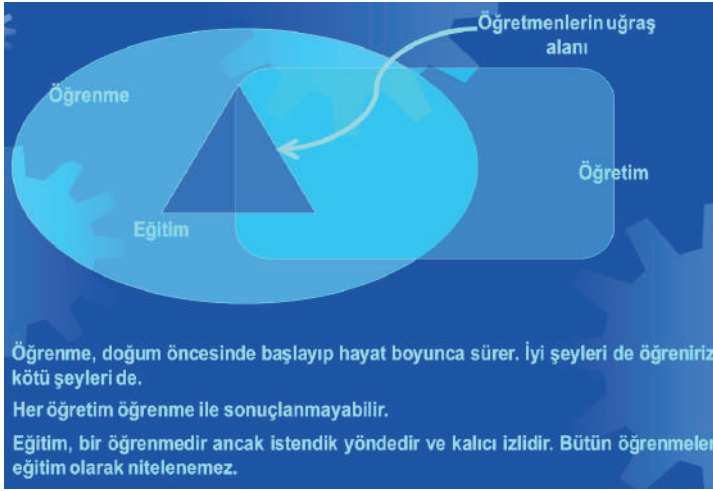 Öğretmenlerin uğraş
alanı
Öğrenme
Öğretim
Eğitim
Öğrenme, doğum öncesinde başlayıp hayat boyunca sürer. İyi şeyleri de öğreniriz
kötü şeyleri de.
Her öğretim öğrenme ile sonuçlanmayabilir.
Eğitim, bir öğrenmedir ancak istendik yöndedir ve kalıcı izlidir. Bütün öğrenmeler
eğitim olarak nitelenemez.